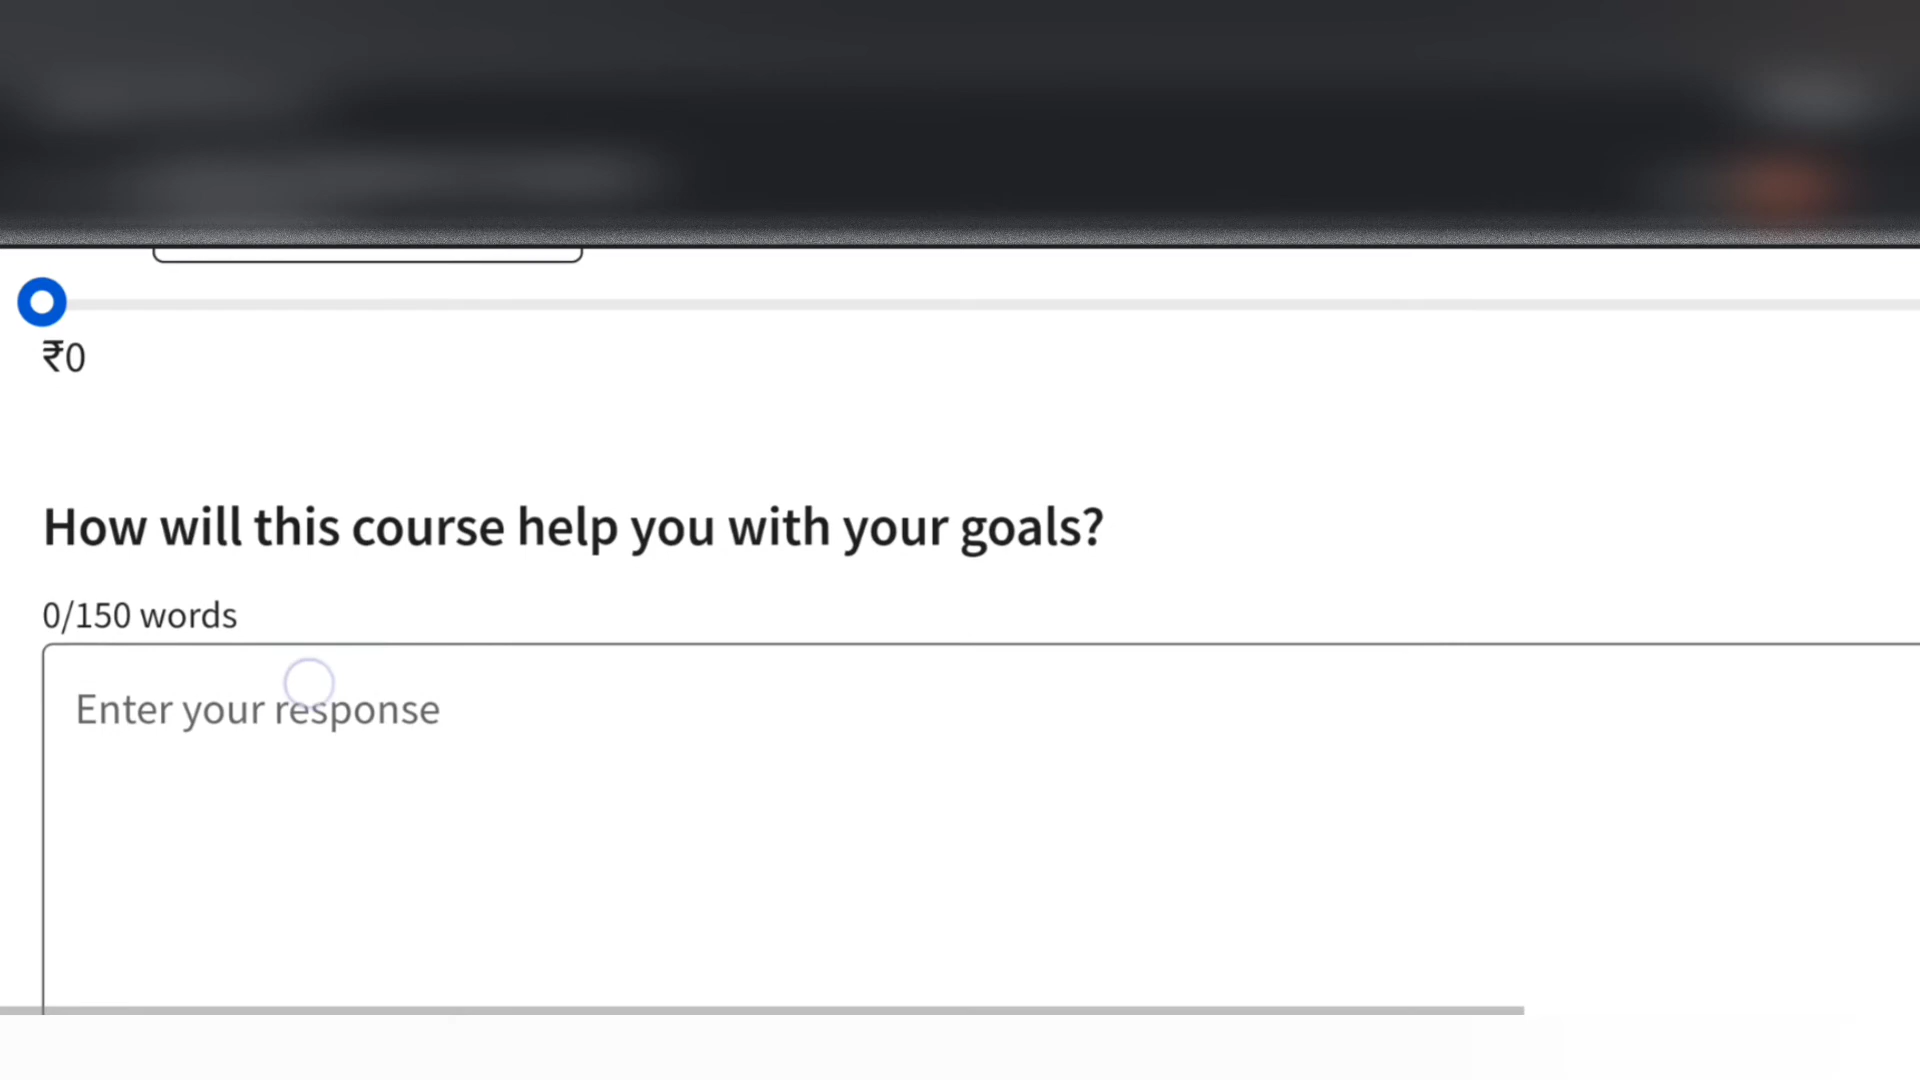 ₹0
How will this course help you with your goals?
0/150 words
Enter your response